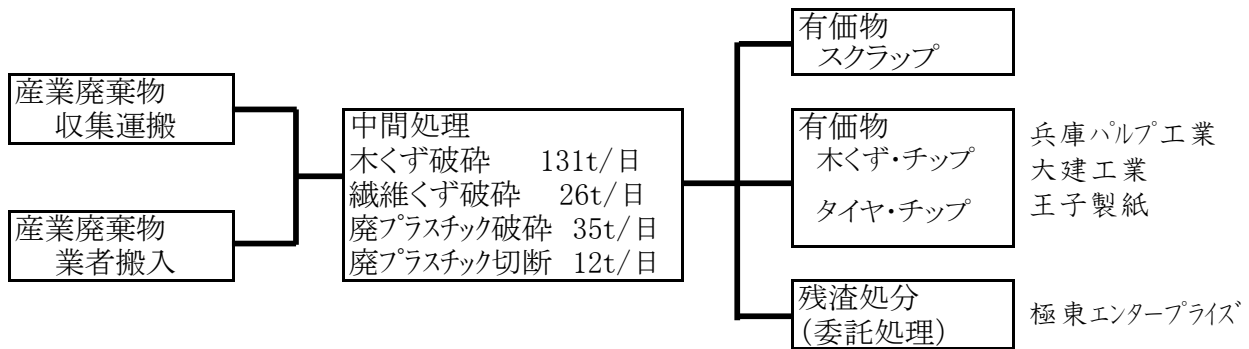 産業廃棄物
収集運搬
産業廃棄物
業者搬入
中間処理
木くず破砕 131t/日
繊維くず破砕 26t/日
廃プラスチック破砕 35t/日
廃プラスチック切断 12t/日
有価物
スクラップ
有価物
木くず・チップ
タイヤ・チップ
兵庫パルプ工業
大建工業
王子製紙
残渣処分
(委託処理)
極東エンタープライズ